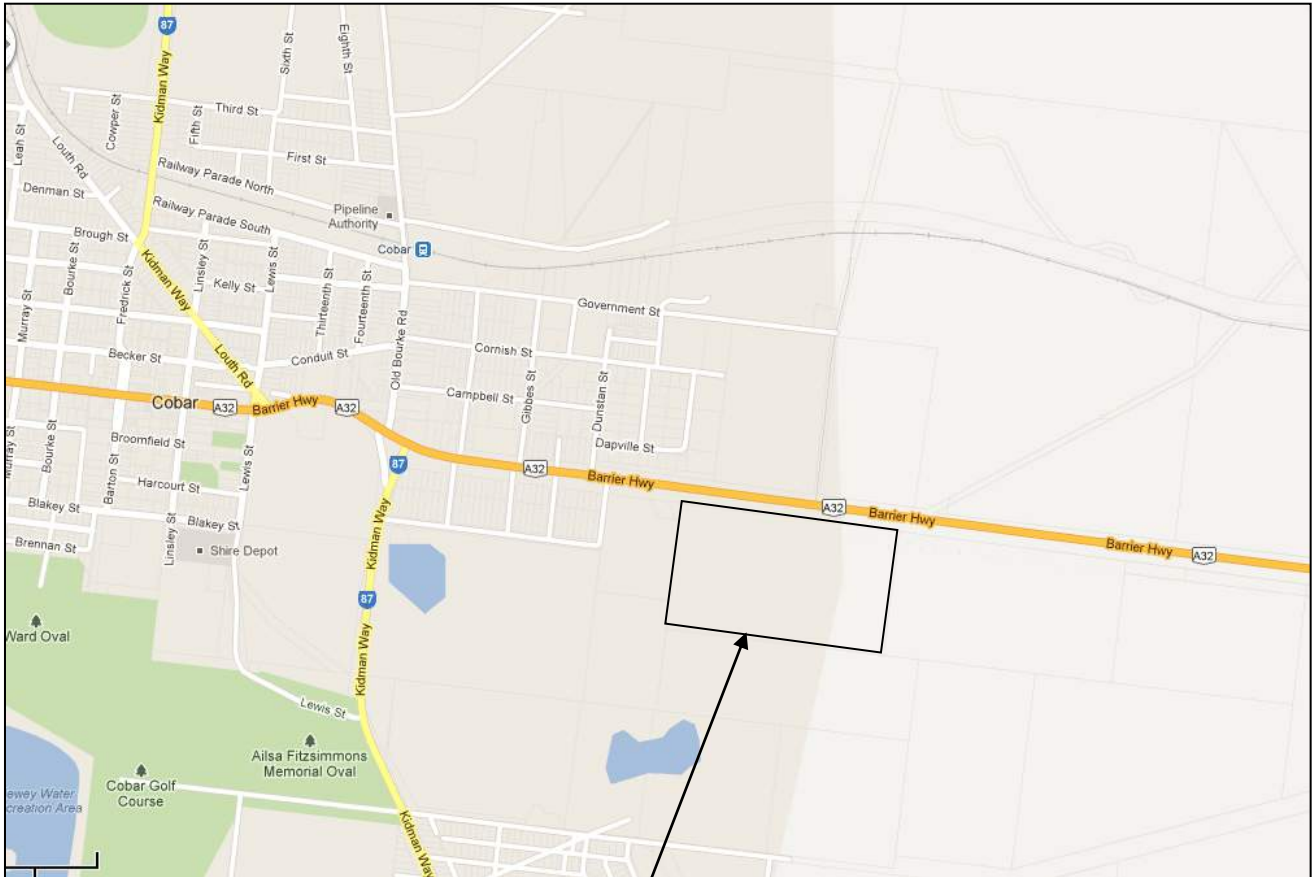 87
Kidman Way
Sixth St
Eighth St
Third St
Cowper St
Fifth St
Leah St
Louth Rd
First St
Railway Parade North
Denman St
Pipeline
Authority
Railway Parade South
Brough St
Cobar
Bourke St
Linsley St
Lewis St
Kidman Way
Kelly St
Thirteenth St
Fourteenth St
Fredrick St
Murray St
Government St
Old Bourke Rd
Becker St
Louth Rd
Conduit St
Cornish St
Campbell St
Gibbes St
Dunstan St
Cobar
A32
Barrier Hwy
A32
Murray St
Bourke St
Broomfield St
Dapville St
Barton St
Lewis St
87
A32
Barrier Hwy
Harcourt St
Blakey St
Blakey St
A32
Barrier Hwy
Brennan St
Linsley St
Shire Depot
Kidman Way
Barrier Hwy
A32
87
Ward Oval
Kidman Way
Lewis St
Ailsa Fitzsimmons
Memorial Oval
Cobar Golf
Course
ewey Water
creation Area
Kidman Way